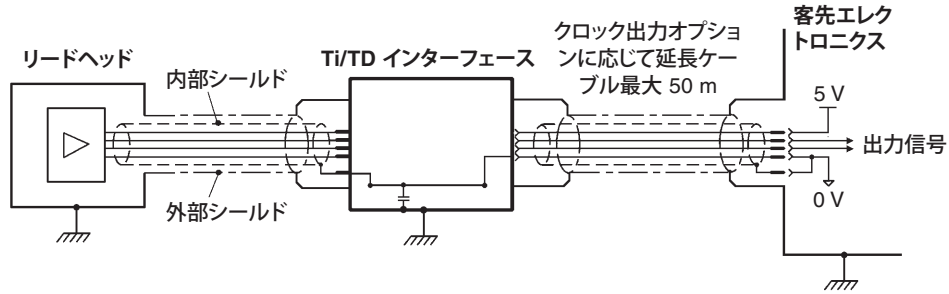 リードヘッド
内部シールド
外部シールド
Ti/TD インターフェース
クロック出力オプショ
ンに応じて延長ケー
ブル最大 50 m
客先エレク
トロニクス
5 V
出力信号
0 V